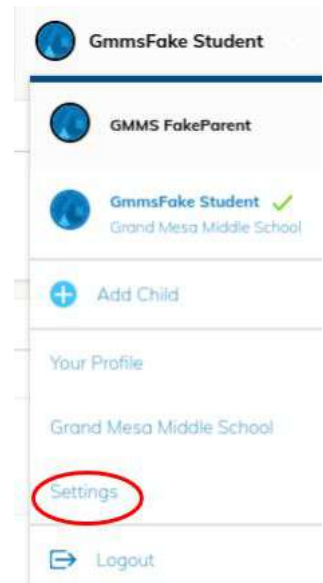 GmmsFake Student
GMMS FakeParent
GmmsFake Student
Grand Mesa Middle School
Add Child
Your Profile
Grand Mesa Middle School
Settings
Logout